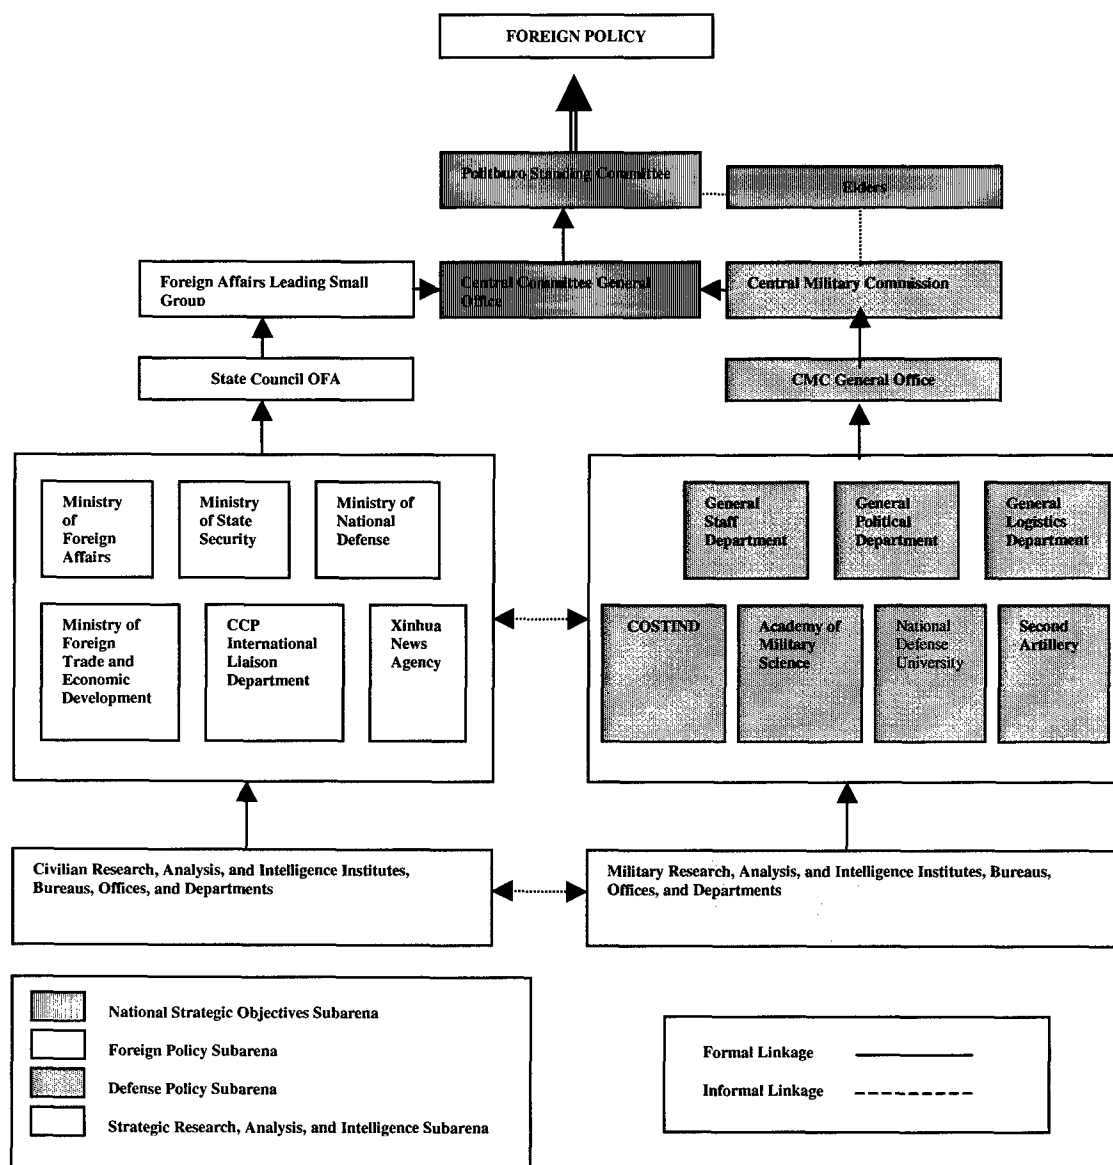 FOREIGN POLICY
Politburo Standing Committee
Elders
Foreign Affairs Leading Small
Group
Central Committee General
Office
Central Military Commission
State Council OFA
CMC General Office
Ministry
of
Foreign
Affairs
Ministry
of State
Security
Ministry of
National
Defense
General
Staff
Department
General
Political
Department
General
Logistics
Department
Ministry of
Foreign
Trade and
Economic
Development
CCP
International
Liaison
Department
Xinhua
News
Agency
COSTIND
Academy of
Military
Science
National
Defense
University
Second
Artillery
Civilian Research, Analysis, and Intelligence Institutes,
Bureaus, Offices, and Departments
Military Research, Analysis, and Intelligence Institutes, Bureaus,
Offices, and Departments
National Strategic Objectives Subarena
Foreign Policy Subarena
Defense Policy Subarena
Strategic Research, Analysis, and Intelligence Subarena
Formal Linkage
Informal Linkage